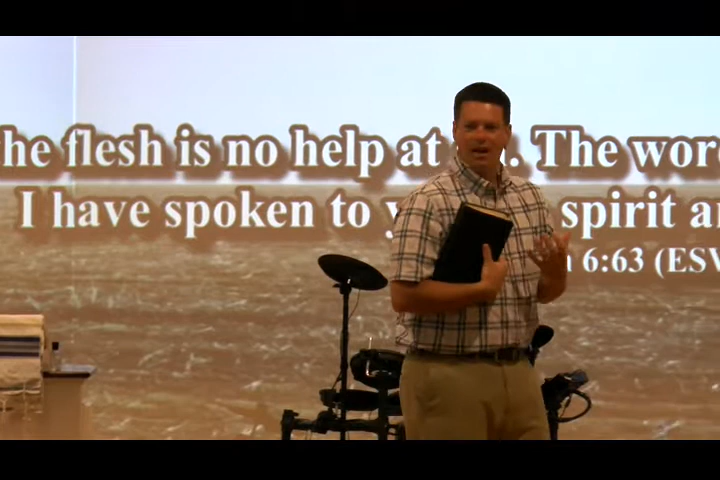 he flesh is no help at The wor
I have spoken to spirit a
6:63 (ESV